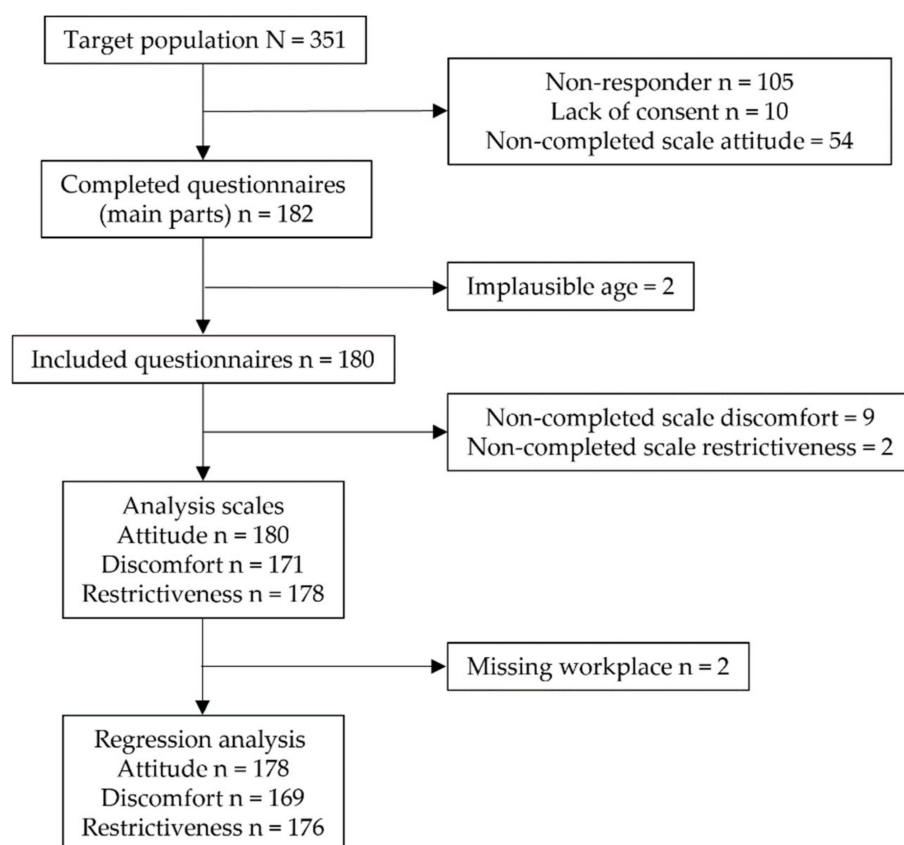 Target population N = 351
Non-responder n = 105
Lack of consent n = 10
Non-completed scale attitude = 54
Completed questionnaires
(main parts) n = 182
Implausible age = 2
Included questionnaires n = 180
Non-completed scale discomfort = 9
Non-completed scale restrictiveness = 2
Analysis scales
Attitude n = 180
Discomfort n = 171
Restrictiveness n = 178
Missing workplace n = 2
Regression analysis
Attitude n = 178
Discomfort n = 169
Restrictiveness n = 176